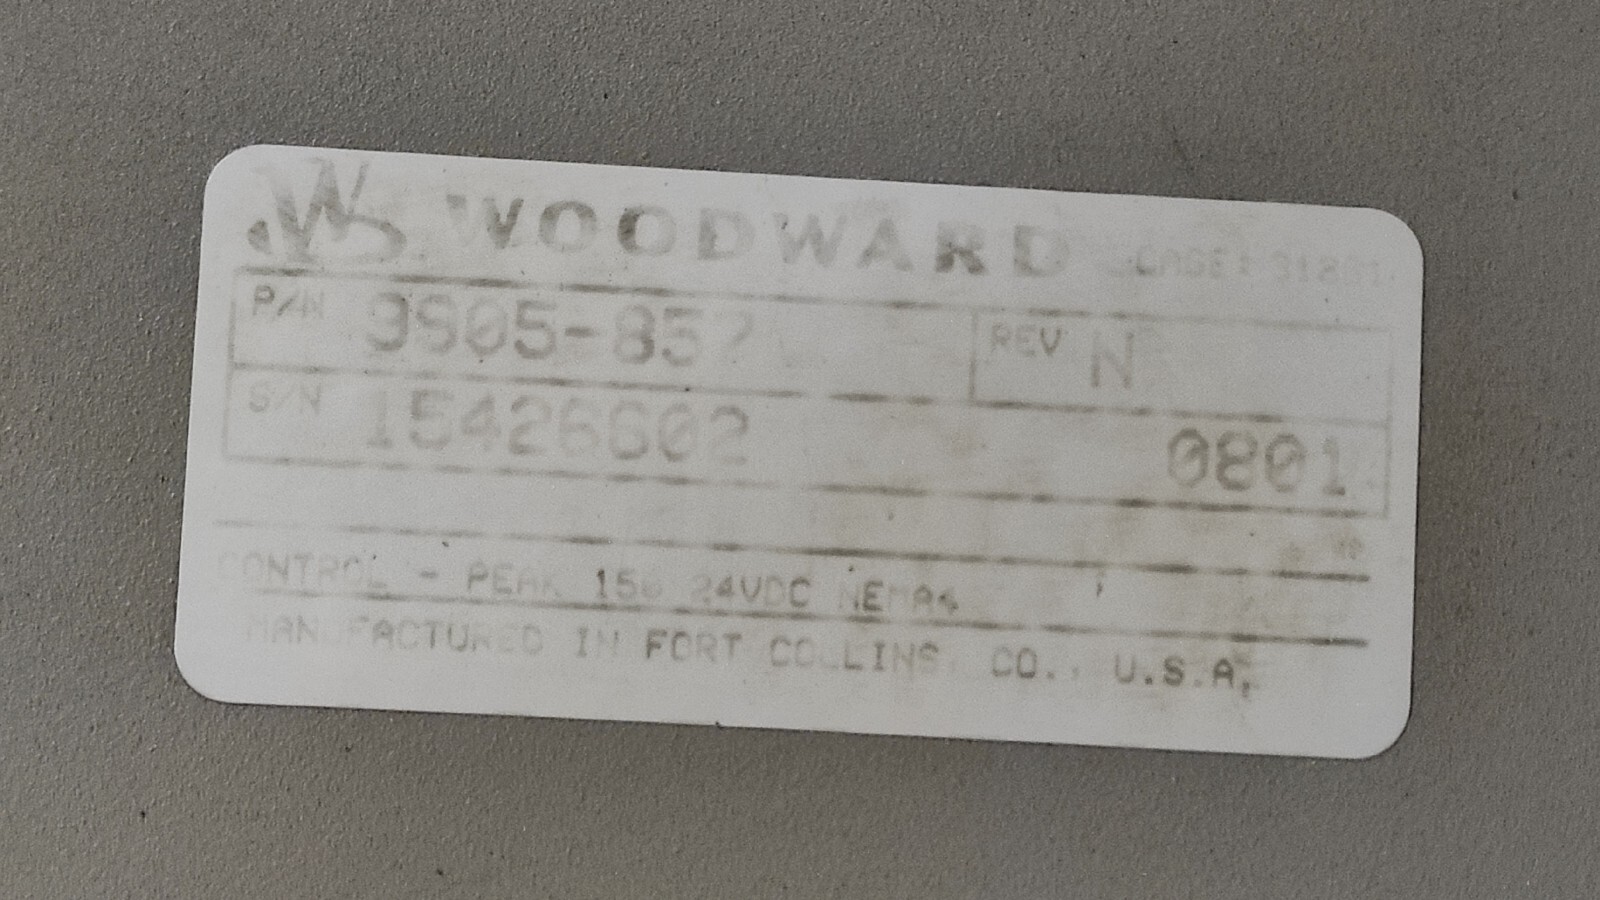 WOODWARD
P/N 9905-857 REV N
S/N 15426602 0801
CONTROL - PEAK 150 24VDC NEMA4
MANUFACTURED IN FORT COLLINS, CO., U.S.A.